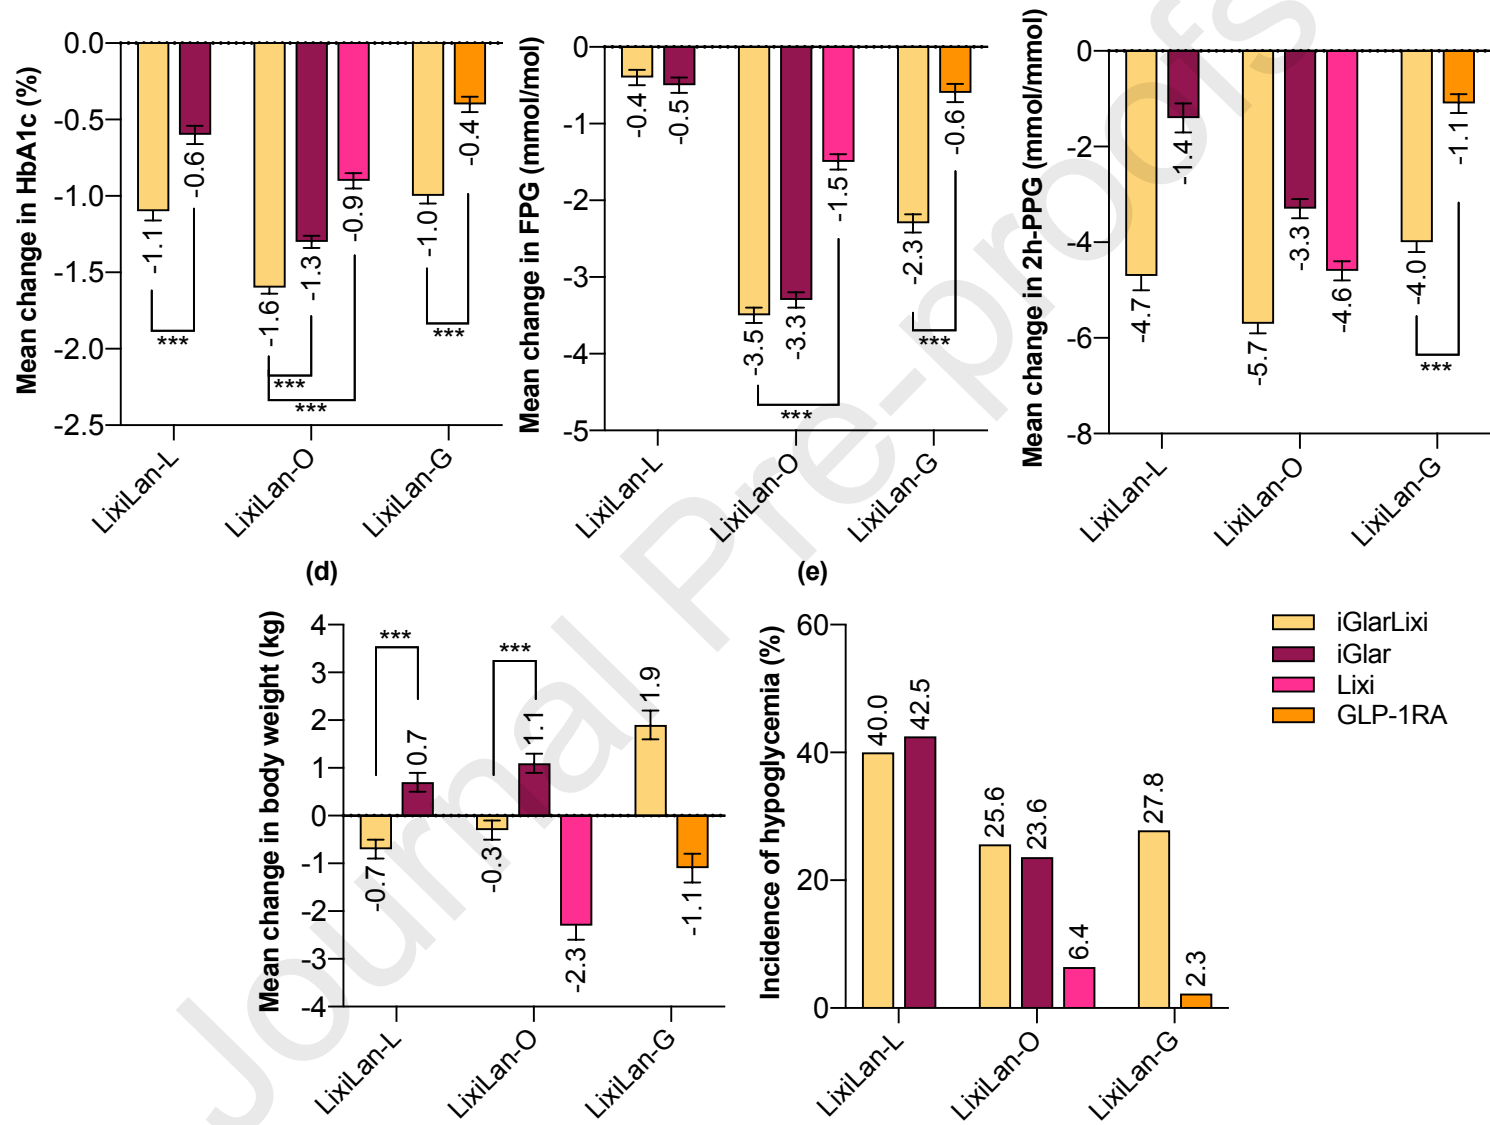 Mean change in HbA1c (%)
0.0
-0.5
-1.0
-1.5
-2.0
-2.5
-1.1
-0.6
-1.6
-1.3
-0.9
-1.0
-0.4
***
***
***
***
LixiLan-L
LixiLan-O
LixiLan-G
Mean change in FPG (mmol/mol)
0
-1
-2
-3
-4
-5
-0.4
-0.5
-3.5
-3.3
-1.5
-2.3
-0.6
***
***
LixiLan-L
LixiLan-O
LixiLan-G
Mean change in 2h-PPG (mmol/mmol)
0
-2
-4
-6
-8
-4.7
-1.4
-5.7
-3.3
-4.6
-4.0
-1.1
***
LixiLan-L
LixiLan-O
LixiLan-G
(d)
Mean change in body weight (kg)
4
3
2
1
0
-1
-2
-3
-4
***
***
-0.7
0.7
-0.3
1.1
-2.3
1.9
-1.1
LixiLan-L
LixiLan-O
LixiLan-G
(e)
Incidence of hypoglycemia (%)
60
40
20
0
40.0
42.5
25.6
23.6
6.4
27.8
2.3
LixiLan-L
LixiLan-O
LixiLan-G
iGlarLixi
iGlar
Lixi
GLP-1RA
Journal Pre-proofs